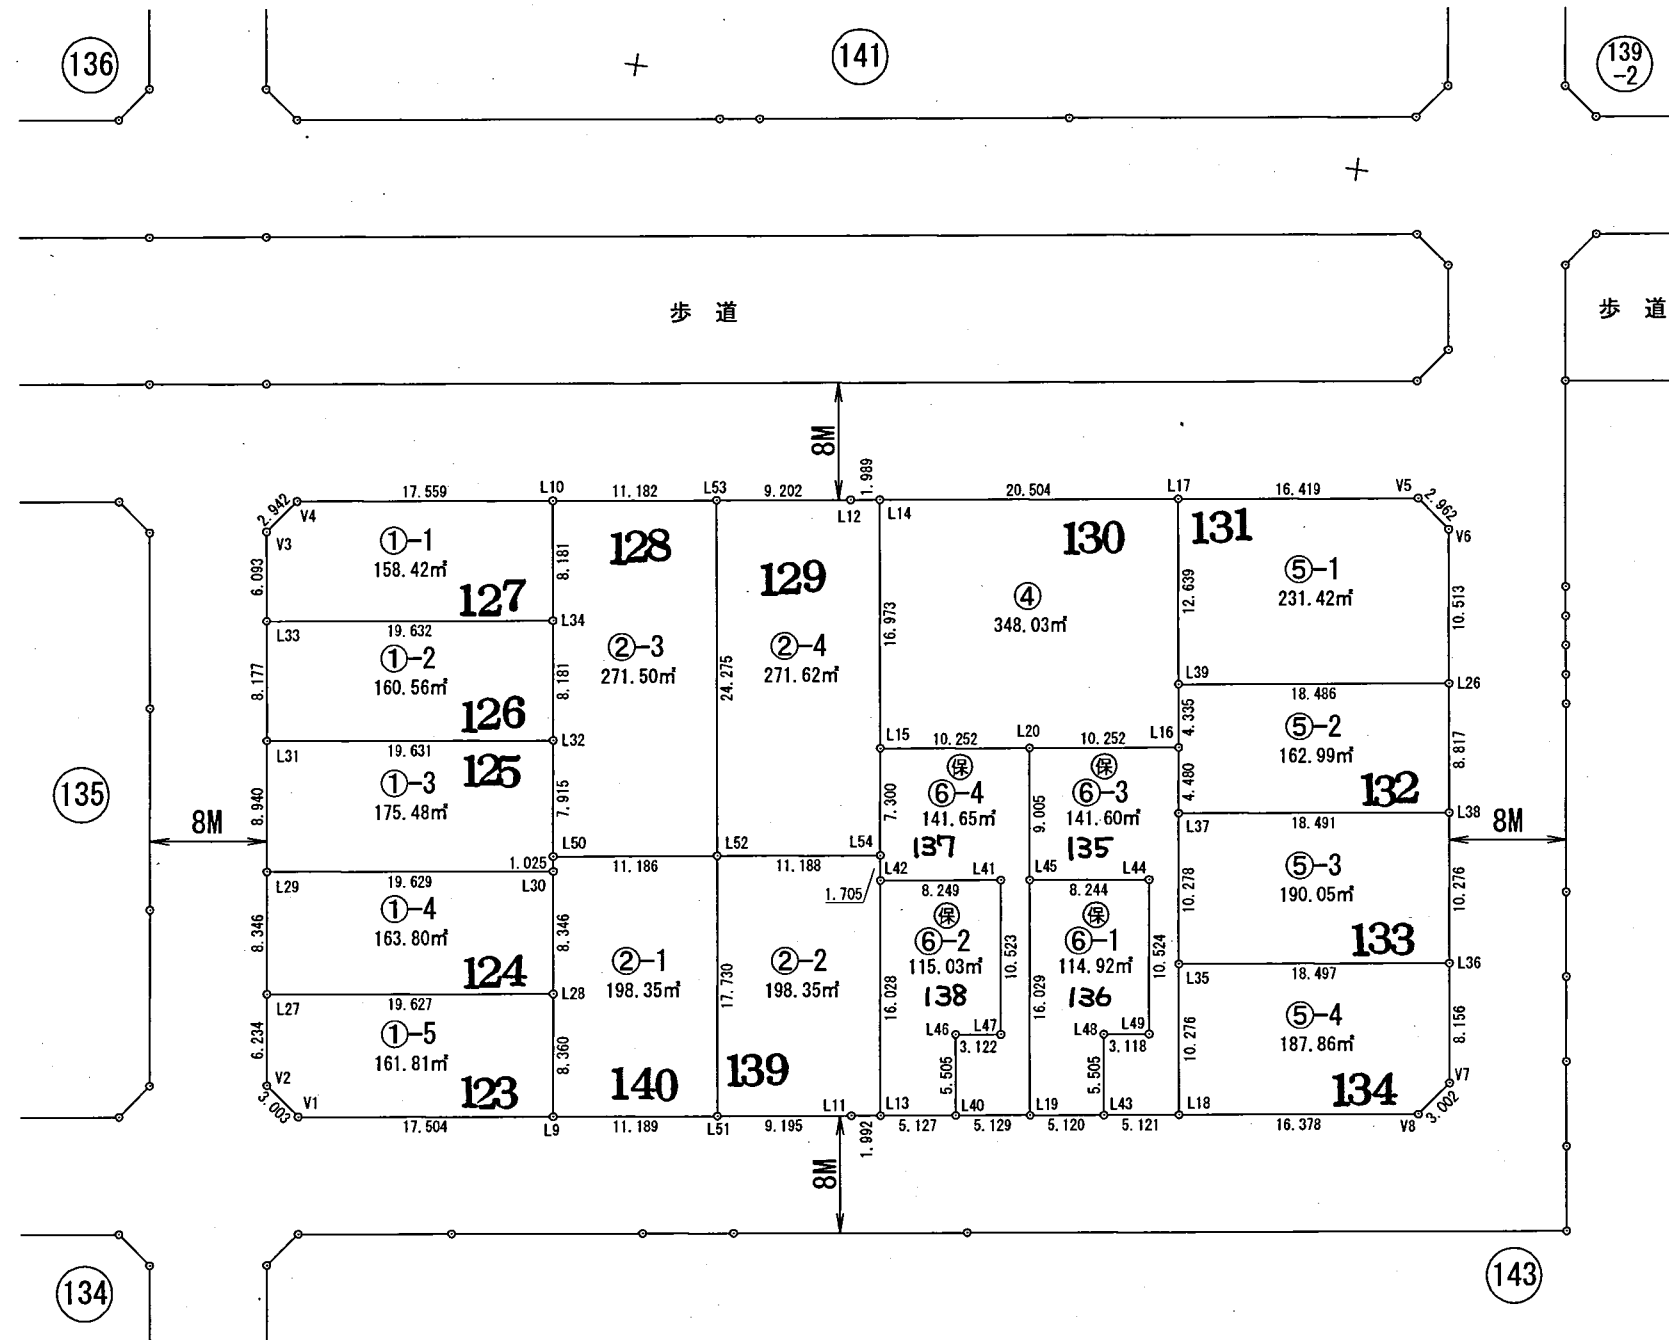 136
141
139
-2
歩道
歩道
8M
1.989
2.942
17.559
L10
11.182
L53
9.202
L12
L14
20.504
L17
16.419
V5
2.962
V4
V3
V6
①-1
158.42㎡
127
6.093
8.181
128
129
130
131
12.639
⑤-1
231.42㎡
10.513
L33
19.632
L34
①-2
160.56㎡
126
8.177
8.181
②-3
271.50㎡
24.275
②-4
271.62㎡
16.973
④
348.03㎡
L39
18.486
L26
⑤-2
162.99㎡
132
4.335
8.817
L31
19.631
L32
①-3
175.48㎡
125
8.940
7.915
L15
10.252
L20
10.252
L16
保
⑥-4
141.65㎡
137
7.300
9.005
保
⑥-3
141.60㎡
135
4.480
L37
18.491
L38
135
8M
8M
L50
11.186
L52
11.188
L54
1.025
L29
19.629
L30
1.705
L42
8.249
L41
L45
8.244
L44
⑤-3
190.05㎡
133
10.278
10.276
①-4
163.80㎡
124
8.346
8.346
②-1
198.35㎡
17.730
②-2
198.35㎡
保
⑥-2
115.03㎡
138
16.028
10.523
保
⑥-1
114.92㎡
136
16.029
10.524
L35
18.497
L36
L27
19.627
L28
①-5
161.81㎡
123
6.234
8.360
L46
L47
3.122
5.505
L48
L49
3.118
5.505
⑤-4
187.86㎡
134
10.276
8.156
V2
3.003
V1
140
139
V7
3.002
V8
17.504
L9
11.189
L51
9.195
L11
1.992
L13
5.127
L40
5.129
L19
5.120
L43
5.121
L18
16.378
8M
134
143